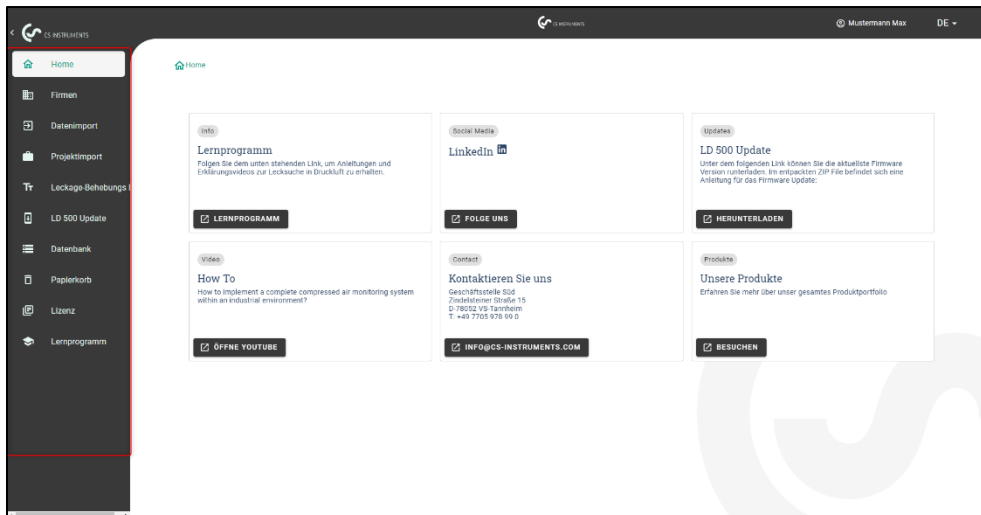 CS INSTRUMENTS
CS INSTRUMENTS
Mustermann Max
DE
Home
Firmen
Datenimport
Projektimport
Leckage-Behebungs
LD 500 Update
Datenbank
Papierkorb
Lizenz
Lernprogramm
Home
Info
Lernprogramm
Folgen Sie dem unten stehenden Link, um Anleitungen und
Erklärungsvideos zur Lecksuche in Druckluft zu erhalten.
LERNPROGRAMM
Social Media
LinkedIn
FOLGE UNS
Updates
LD 500 Update
Unter dem folgenden Link können Sie die aktuellste Firmware
Version runterladen. Im entpackten ZIP File befindet sich eine
Anleitung für das Firmware Update:
HERUNTERLADEN
Video
How To
How to implement a complete compressed air monitoring system
within an industrial environment?
ÖFFNE YOUTUBE
Contact
Kontaktieren Sie uns
Geschäftsstelle Süd
Zindelsteiner Straße 15
D-78052 VS-Tannheim
T: +49 7705 978 99 0
INFO@CS-INSTRUMENTS.COM
Produkte
Unsere Produkte
Erfahren Sie mehr über unser gesamtes Produktportfolio
BESUCHEN